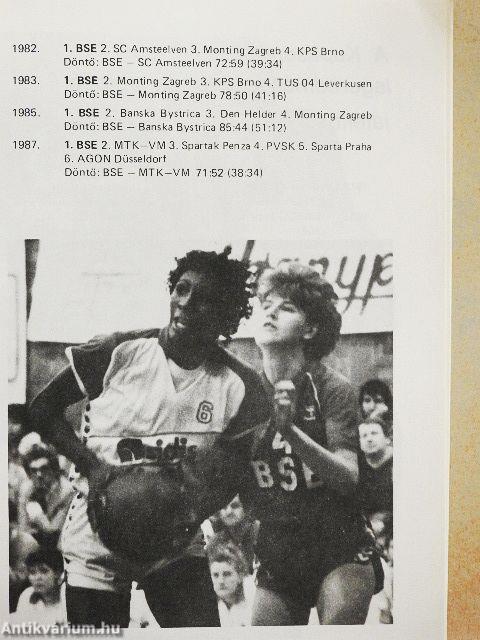 1982. 1. BSE 2. SC Amsteelven 3. Monting Zagreb 4. KPS Brno
Döntő: BSE — SC Amsteelven 72:59 (39:34)
1983. 1. BSE 2. Monting Zagreb 3. KPS Brno 4. TUS 04 Leverkusen
Döntő: BSE — Monting Zagreb 78:50 (41:16)
1985. 1. BSE 2. Banska Bystrica 3. Den Helder 4. Monting Zagreb
Döntő: BSE — Banska Bystrica 85:44 (51:12)
1987. 1. BSE 2. MTK—VM 3. Spartak Penza 4. PVSK 5. Sparta Praha
6. AGON Düsseldorf
Döntő: BSE — MTK—VM 71:52 (38:34)
6
BSE
Antikvárium.hu